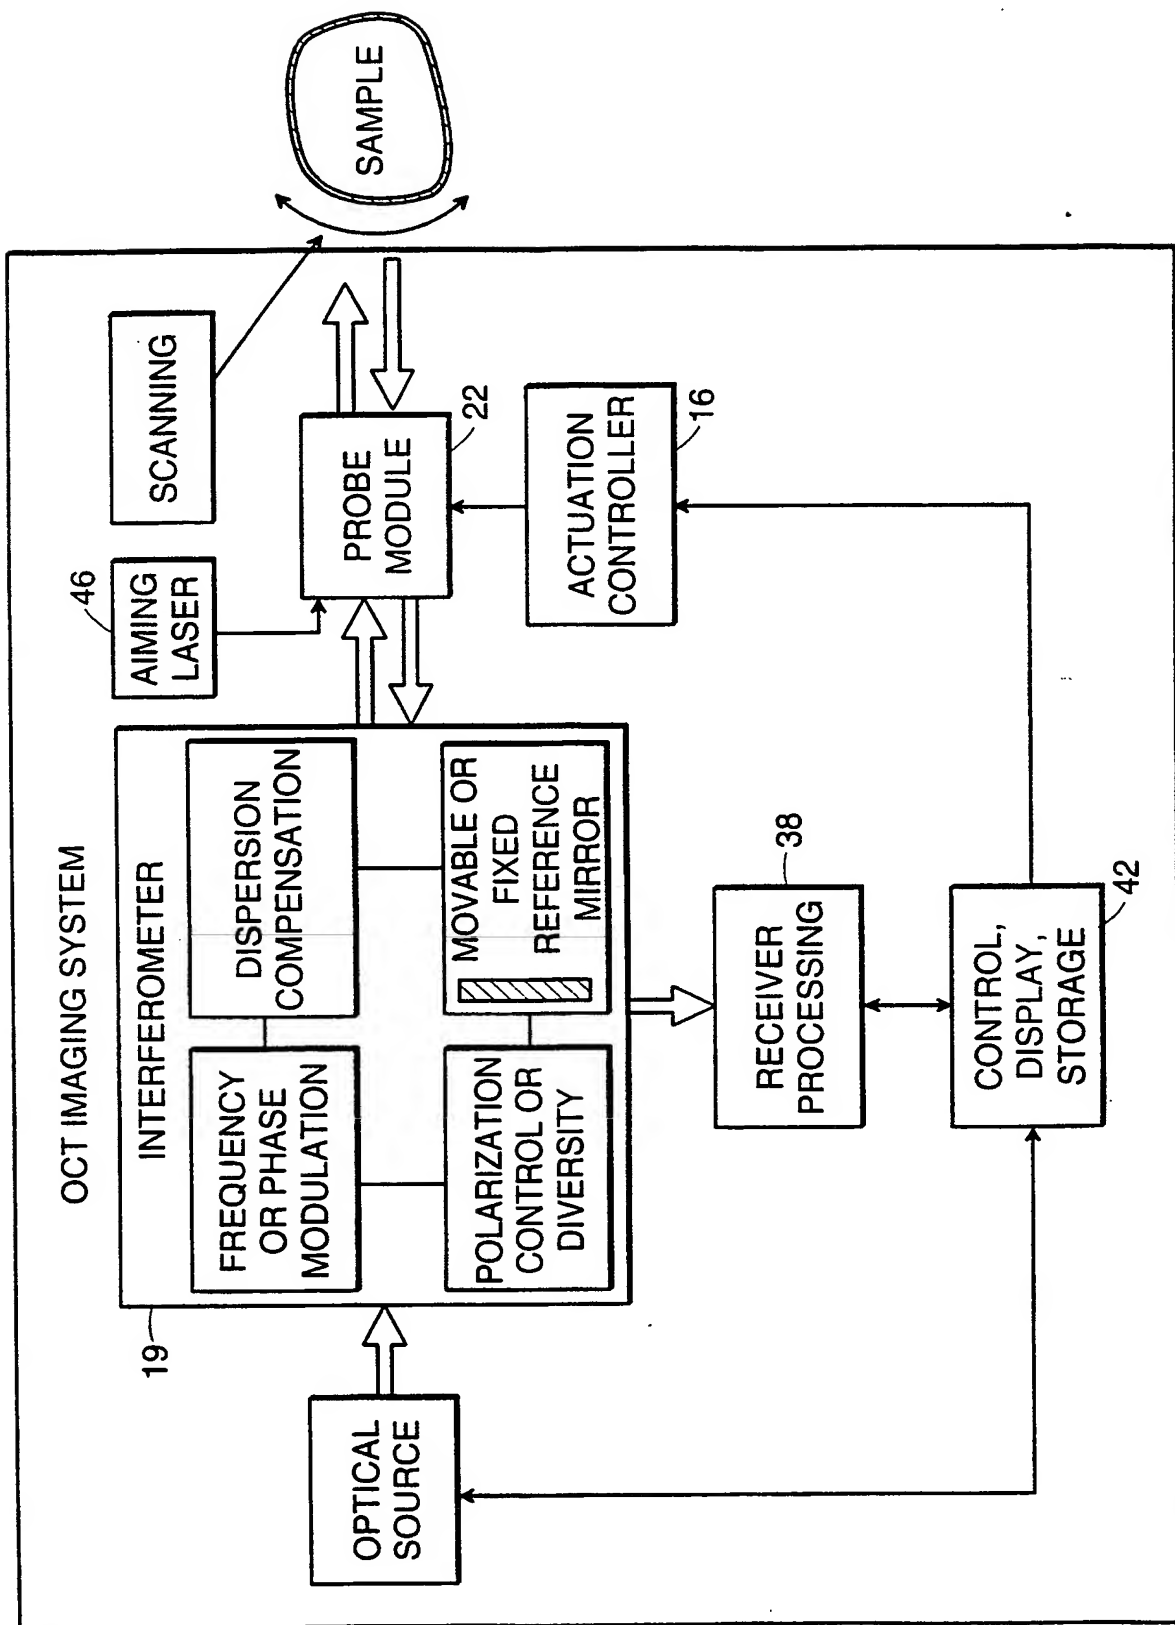 OCT IMAGING SYSTEM
19
INTERFEROMETER
FREQUENCY
OR PHASE
MODULATION
DISPERSION
COMPENSATION
POLARIZATION
CONTROL OR
DIVERSITY
MOVABLE OR
FIXED
REFERENCE
MIRROR
OPTICAL
SOURCE
46
AIMING
LASER
SCANNING
PROBE
MODULE
22
SAMPLE
ACTUATION
CONTROLLER
16
RECEIVER
PROCESSING
38
CONTROL,
DISPLAY,
STORAGE
42